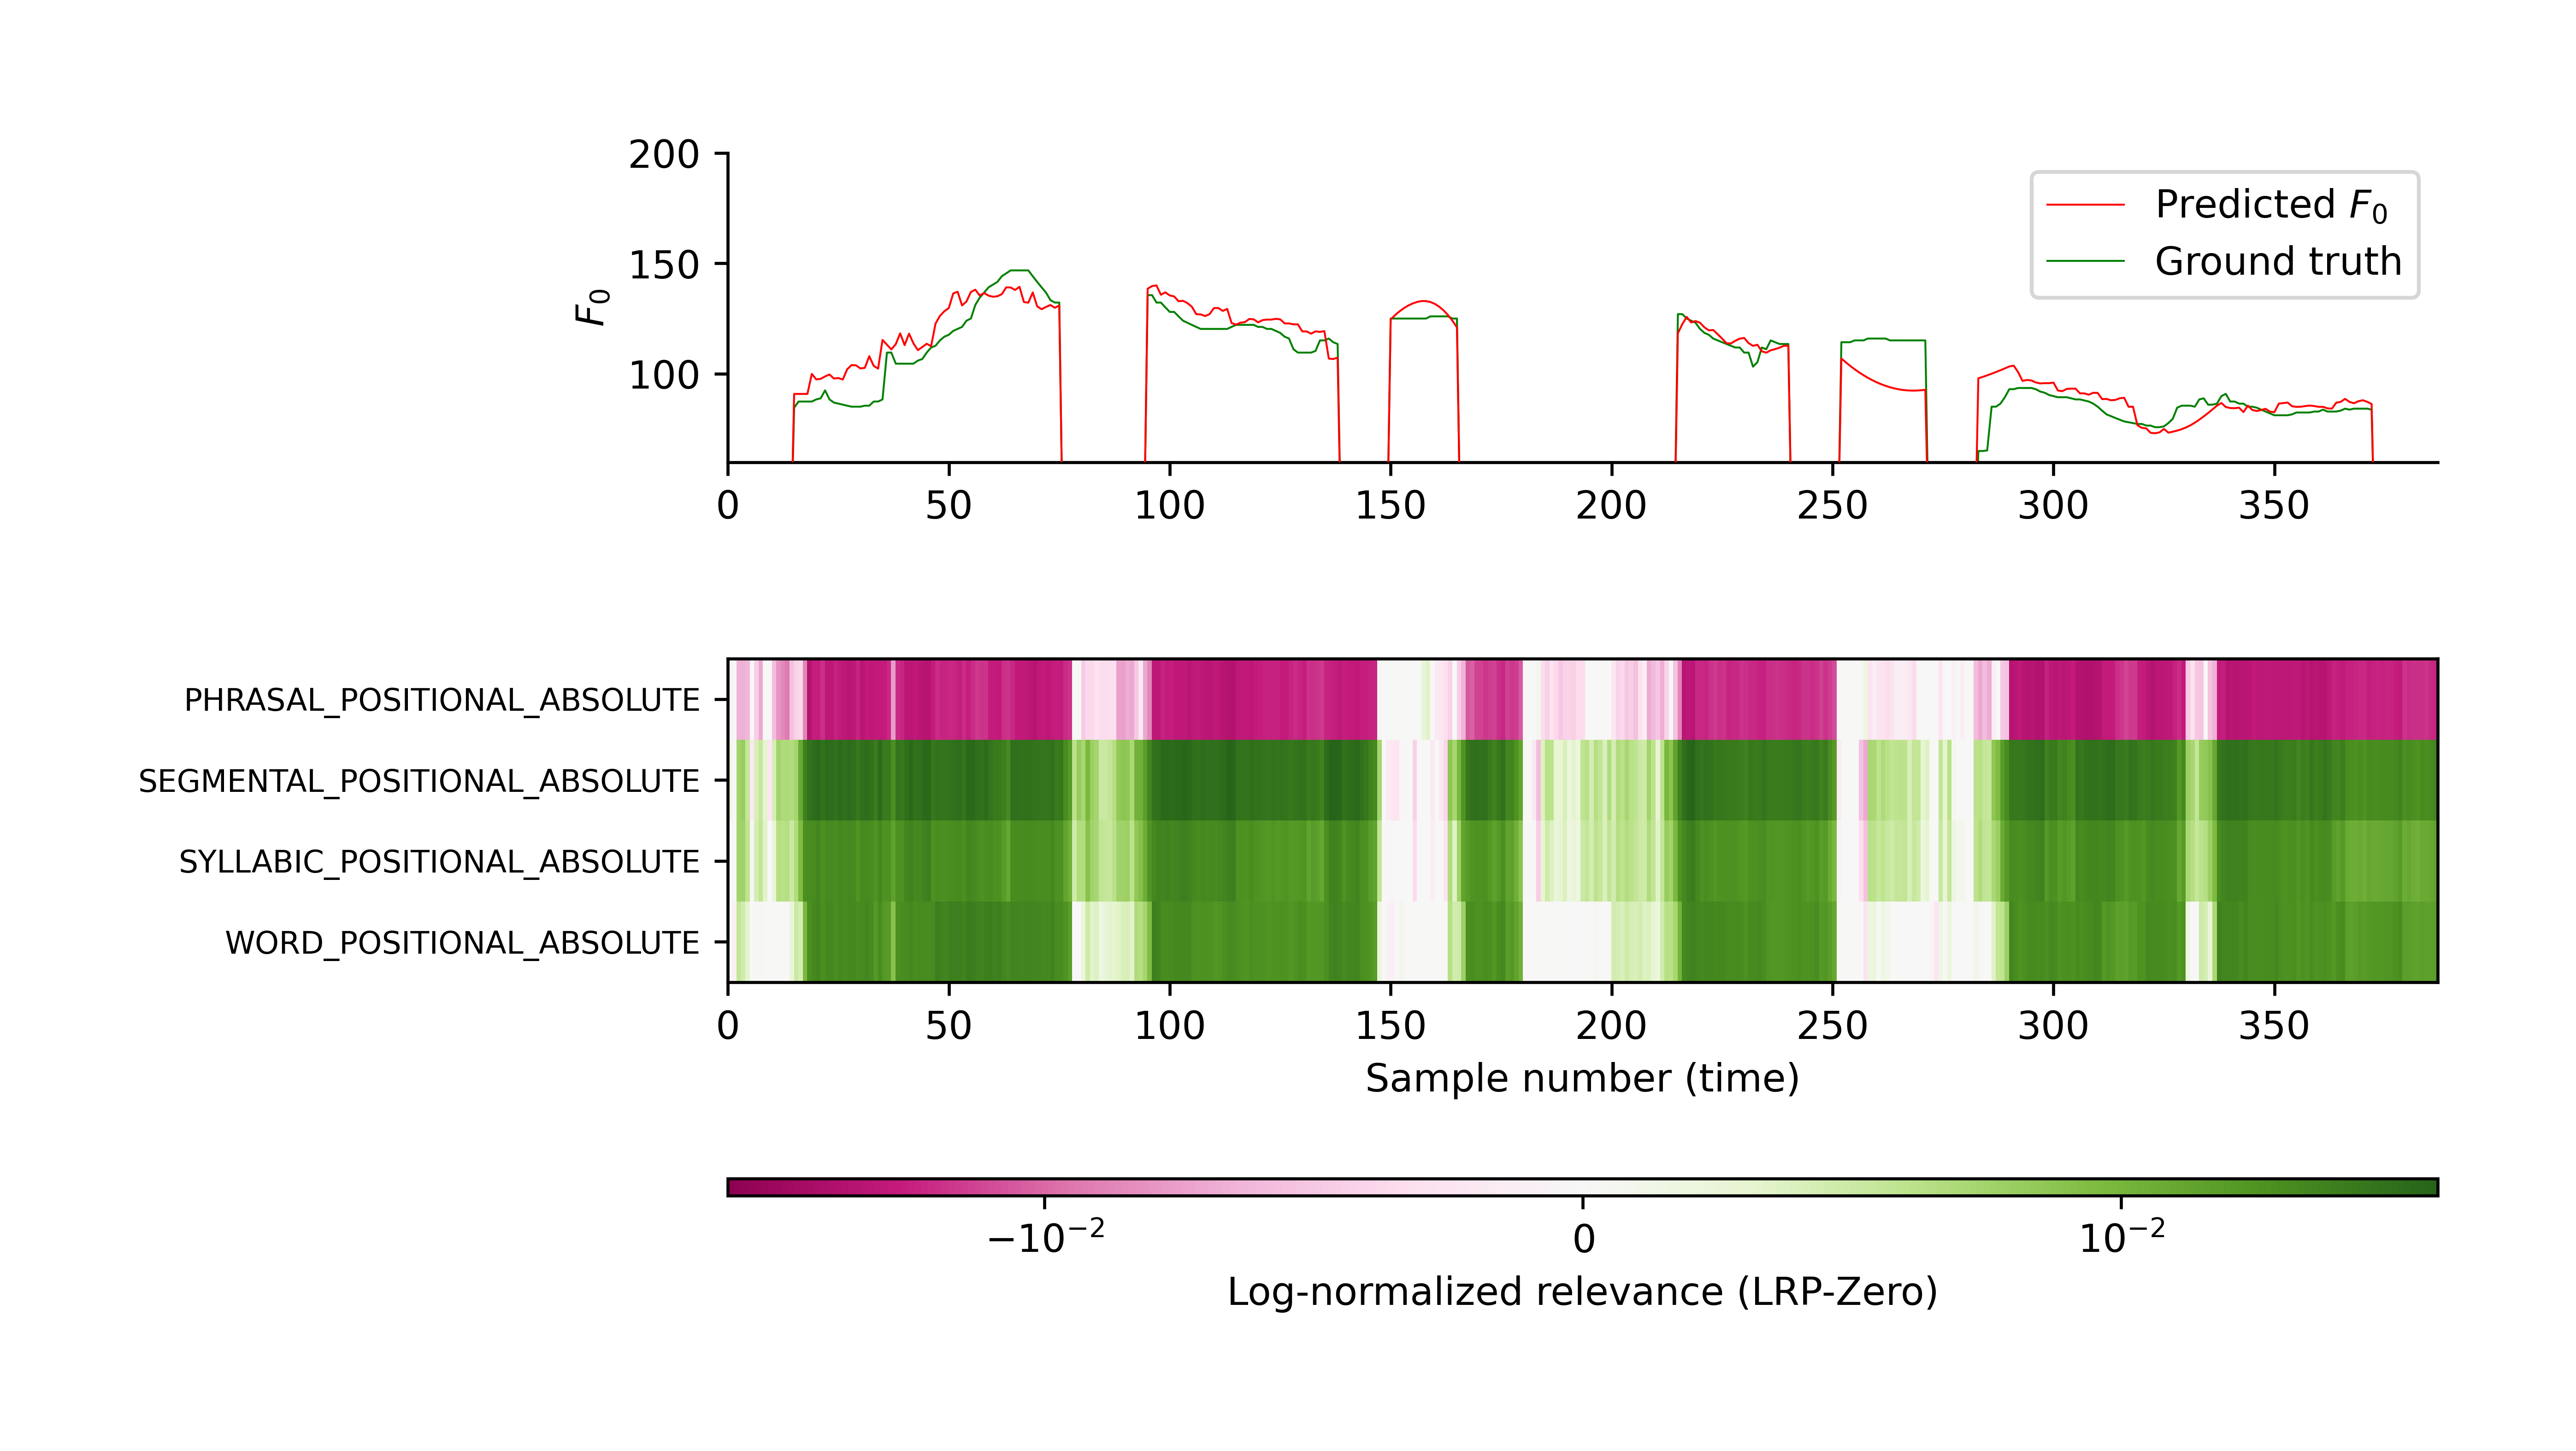 200
150
100
F₀
Predicted F₀
Ground truth
0 50 100 150 200 250 300 350
PHRASAL_POSITIONAL_ABSOLUTE
SEGMENTAL_POSITIONAL_ABSOLUTE
SYLLABIC_POSITIONAL_ABSOLUTE
WORD_POSITIONAL_ABSOLUTE
0 50 100 150 200 250 300 350
Sample number (time)
−10⁻² 0 10⁻²
Log-normalized relevance (LRP-Zero)